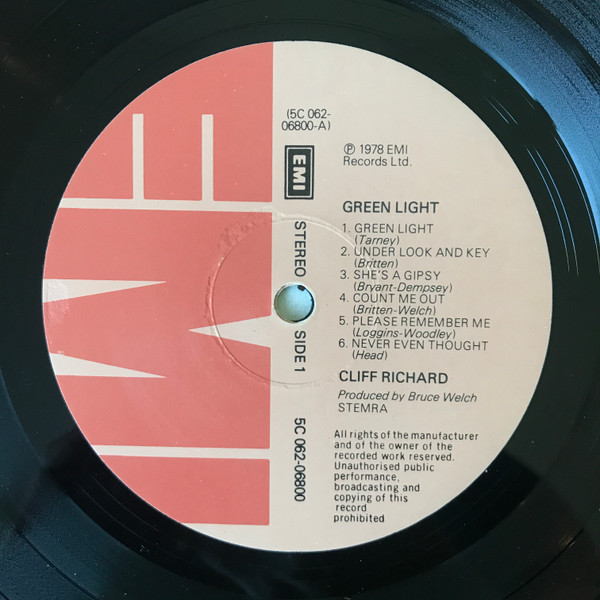 (5C 062-
06800-A)
EMI
℗ 1978 EMI
Records Ltd.
GREEN LIGHT
1. GREEN LIGHT
(Tarney)
2. UNDER LOOK AND KEY
(Britten)
3. SHE'S A GIPSY
(Bryant-Dempsey)
4. COUNT ME OUT
(Britten-Welch)
5. PLEASE REMEMBER ME
(Loggins-Woodley)
6. NEVER EVEN THOUGHT
(Head)
CLIFF RICHARD
Produced by Bruce Welch
STEMRA
All rights of the manufacturer
and of the owner of the
recorded work reserved.
Unauthorised public
performance,
broadcasting and
copying of this
record
prohibited
STEREO SIDE 1 5C 062-06800
EMI